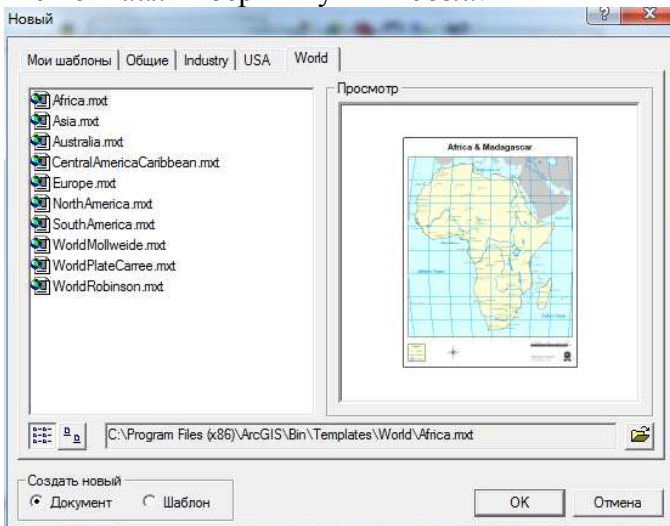 Новый
Мои шаблоны Общие Industry USA World
Africa.mxt
Asia.mxt
Australia.mxt
CentralAmericaCaribbean.mxt
Europe.mxt
NorthAmerica.mxt
SouthAmerica.mxt
WorldMollweide.mxt
WorldPlateCarree.mxt
WorldRobinson.mxt
Просмотр
Africa & Madagascar
C:\Program Files (x86)\ArcGIS\Bin\Templates\World\Africa.mxt
Создать новый
Документ Шаблон
OK Отмена